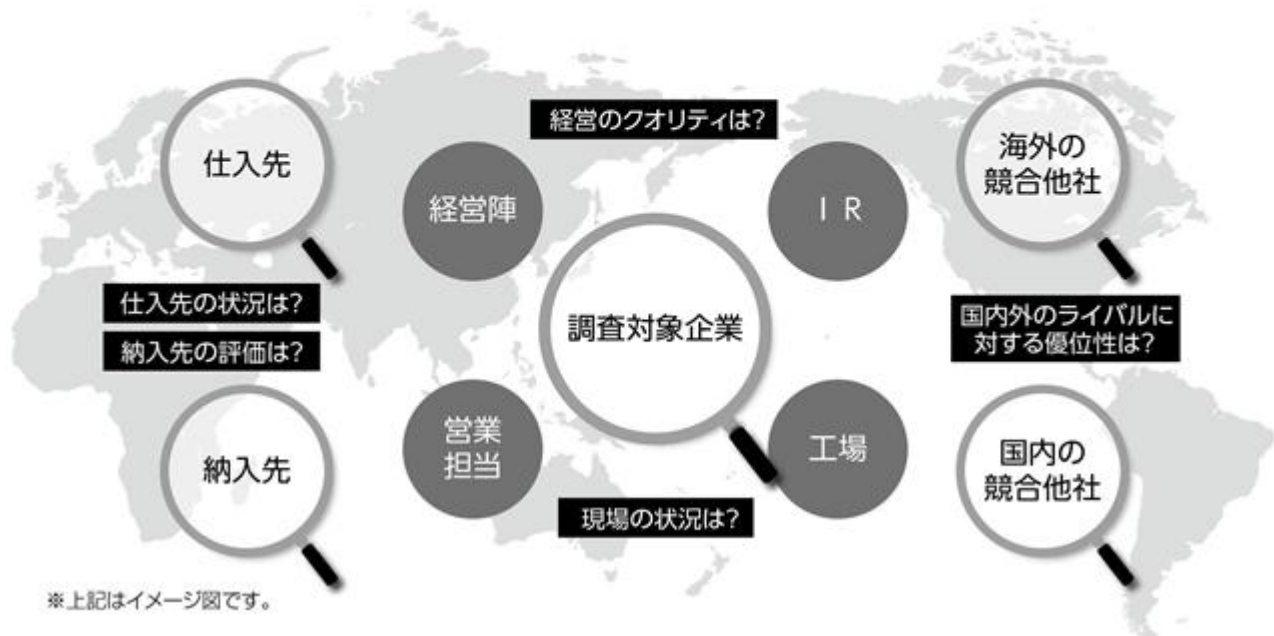 経営のクオリティは?
仕入先
経営陣
IR
海外の
競合他社
仕入先の状況は?
納入先の評価は?
調査対象企業
国内外のライバルに
対する優位性は?
納入先
営業
担当
工場
国内の
競合他社
現場の状況は?
※上記はイメージ図です。